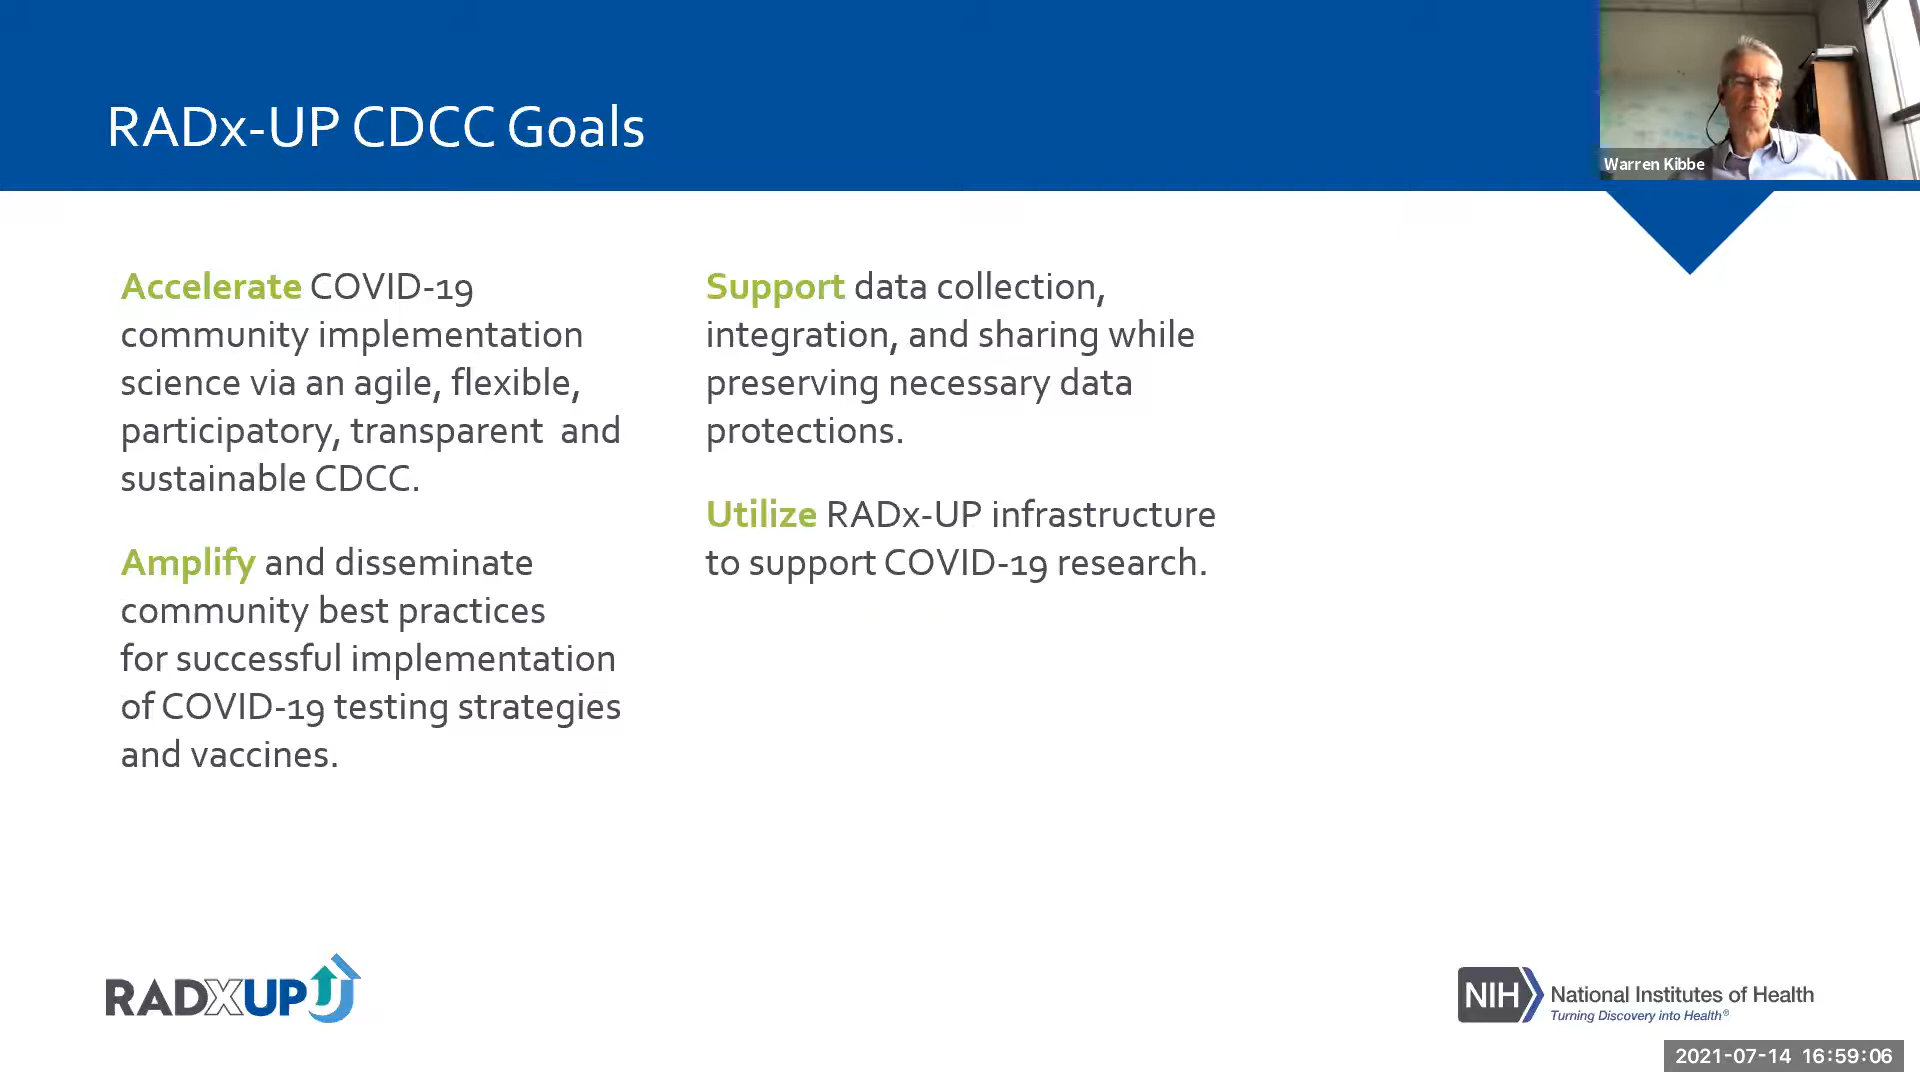 RADx-UP CDCC Goals
Warren Kibbe
Accelerate COVID-19
community implementation
science via an agile, flexible,
participatory, transparent and
sustainable CDCC.
Amplify and disseminate
community best practices
for successful implementation
of COVID-19 testing strategies
and vaccines.
Support data collection,
integration, and sharing while
preserving necessary data
protections.
Utilize RADx-UP infrastructure
to support COVID-19 research.
RADXUP
NIH National Institutes of Health
Turning Discovery into Health®
2021-07-14 16:59:06